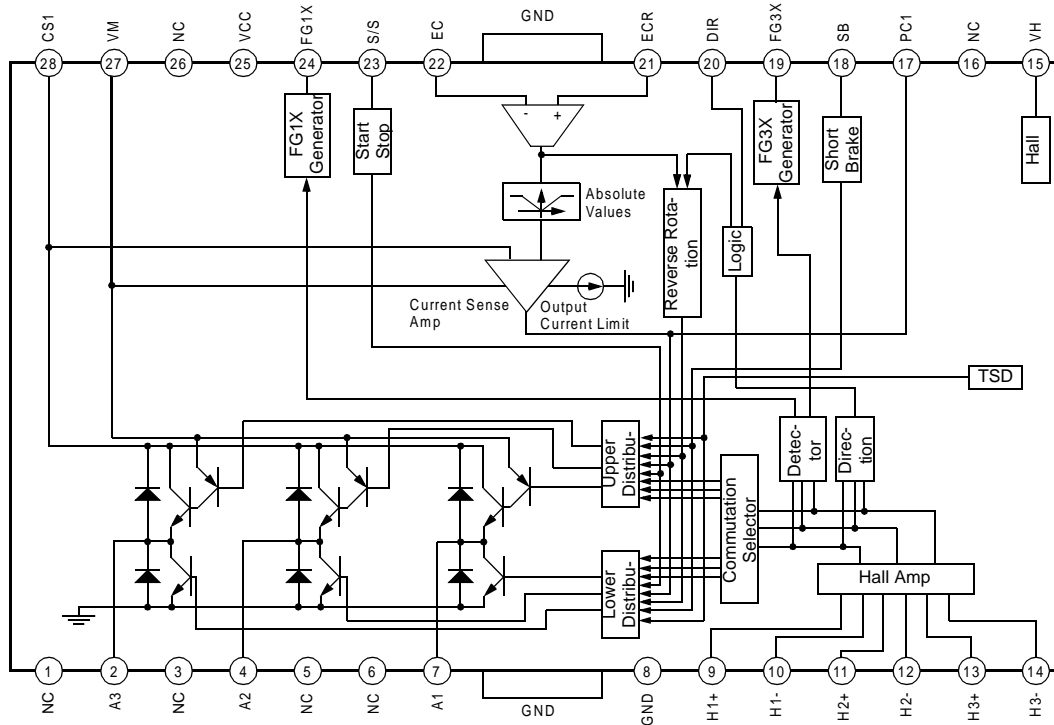 CS1
VM
NC
VCC
FG1X
S/S
EC
GND
ECR
DIR
FG3X
SB
PC1
NC
VH
28
27
26
25
24
23
22
21
20
19
18
17
16
15
FG1X
Generator
Start
Stop
-
+
FG3X
Generator
Short
Brake
Hall
Absolute
Values
Reverse Rota-
tion
Logic
Current Sense
Amp
Output
Current Limit
TSD
Upper
Distribu-
Detec-
tor
Direc-
tion
Commutation
Selector
Lower
Distribu-
Hall Amp
1
2
3
4
5
6
7
8
9
10
11
12
13
14
NC
A3
NC
A2
NC
NC
A1
GND
GND
H1+
H1-
H2+
H2-
H3+
H3-